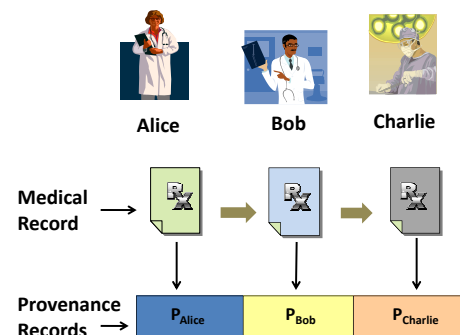 Alice Bob Charlie
Medical
Record
Rx Rx Rx
Provenance
Records
PAlice PBob PCharlie